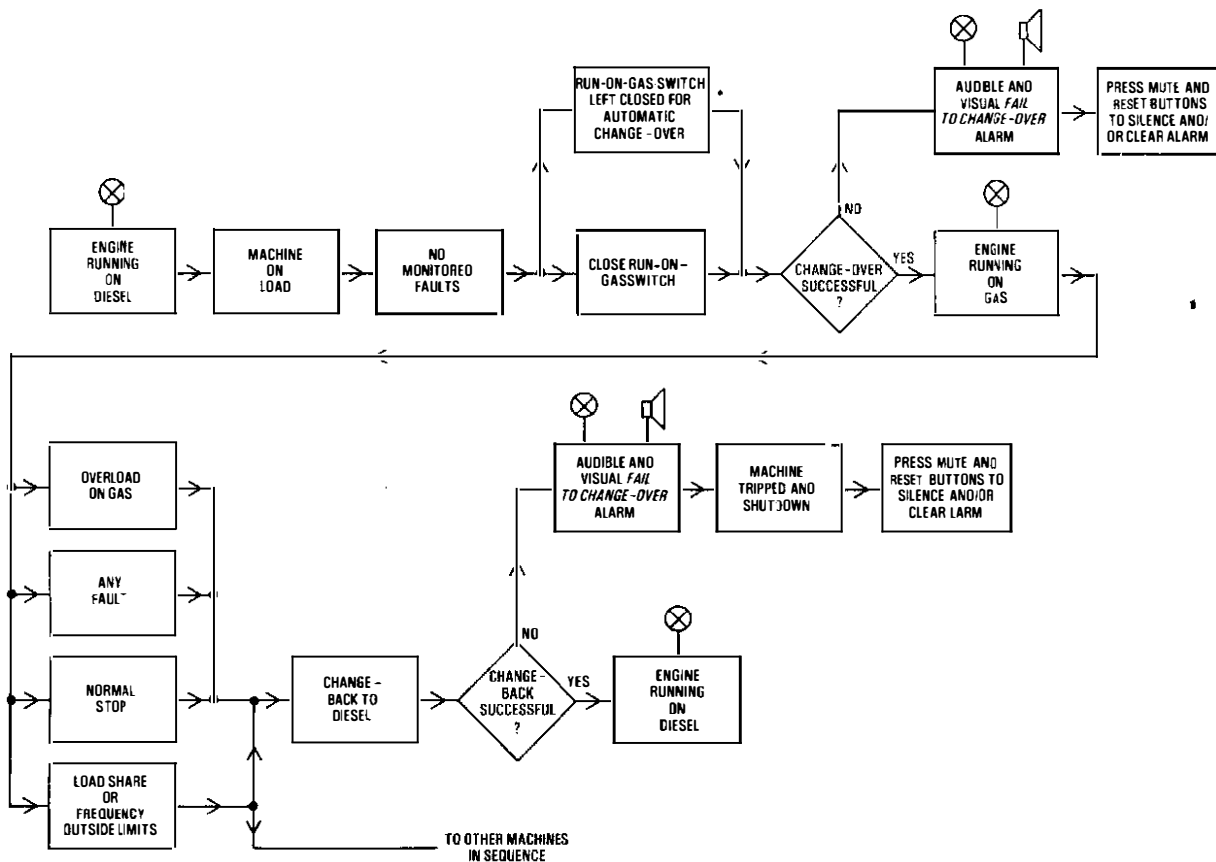 RUN-ON-GAS-SWITCH
LEFT CLOSED FOR
AUTOMATIC
CHANGE-OVER
AUDBLE AND
VISUAL FAIL
TO CHANGE-OVER
ALARM
PRESS MUTE AND
RESET BUTTONS
TO SILENCE AND/
OR CLEAR ALARM
ENGINE
RUNNING
ON
DIESEL
MACHINE
ON
LOAD
NO
MONITORED
FAULTS
CLOSE RUN-ON-
GASSWITCH
NO
CHANGE-OVER
SUCCESSFUL
?
YES
ENGINE
RUNNING
ON
GAS
OVERLOAD
ON GAS
AUDIBLE AND
VISUAL FAIL
TO CHANGE-OVER
ALARM
MACHINE
TRIPPED AND
SHUTDOWN
PRESS MUTE AND
RESET BUTTONS TO
SILENCE AND/OR
CLEAR LARM
ANY
FAULT
NORMAL
STOP
CHANGE-
BACK TO
DIESEL
NO
CHANGE-
BACK
SUCCESSFUL
?
YES
ENGINE
RUNNING
ON
DIESEL
LOAD SHARE
OR
FREQUENCY
OUTSIDE LIMITS
TO OTHER MACHINES
IN SEQUENCE